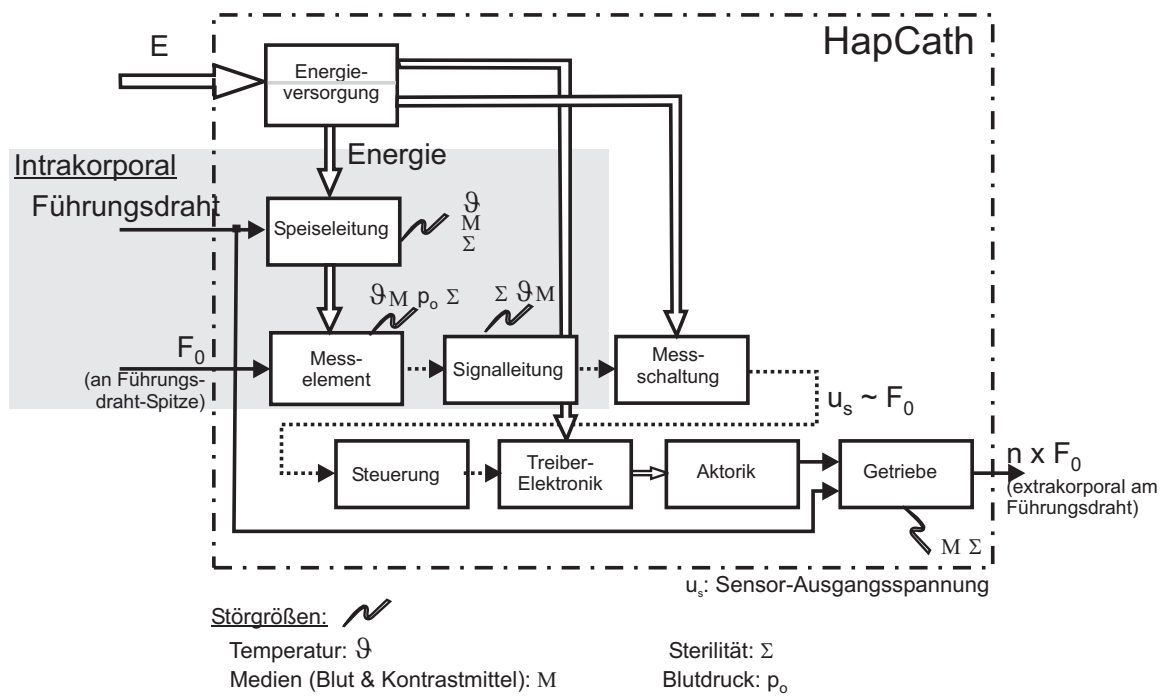 HapCath
E
Energie-
versorgung
Energie
Intrakorporal
Führungsdraht
Speiseleitung
ϑ
M
Σ
ϑ M pₒ Σ
Σ ϑ M
F₀
(an Führungs-
draht-Spitze)
Mess-
element
Signalleitung
Mess-
schaltung
uₛ ~ F₀
Steuerung
Treiber-
Elektronik
Aktorik
Getriebe
n x F₀
(extrakorporal am
Führungsdraht)
M Σ
uₛ: Sensor-Ausgangsspannung
Störgrößen:
Temperatur: ϑ
Sterilität: Σ
Medien (Blut & Kontrastmittel): M
Blutdruck: pₒ